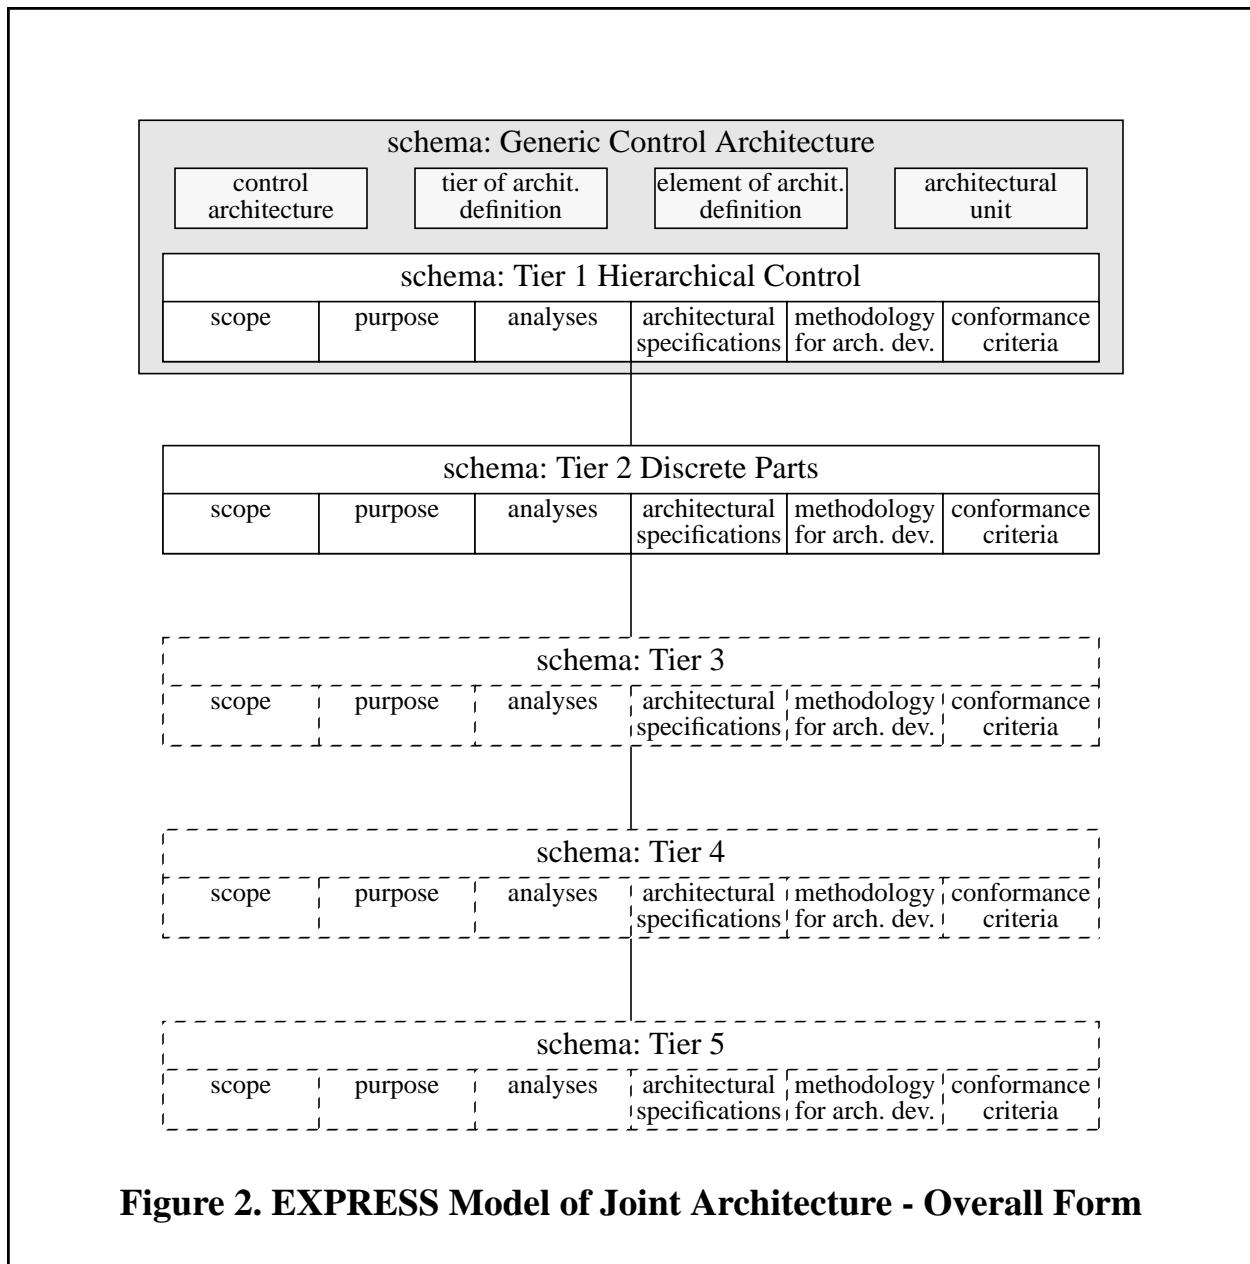 schema: Generic Control Architecture
control
architecture
tier of archit.
definition
element of archit.
definition
architectural
unit
schema: Tier 1 Hierarchical Control
scope
purpose
analyses
architectural
specifications
methodology
for arch. dev.
conformance
criteria
schema: Tier 2 Discrete Parts
scope
purpose
analyses
architectural
specifications
methodology
for arch. dev.
conformance
criteria
schema: Tier 3
scope
purpose
analyses
architectural
specifications
methodology
for arch. dev.
conformance
criteria
schema: Tier 4
scope
purpose
analyses
architectural
specifications
methodology
for arch. dev.
conformance
criteria
schema: Tier 5
scope
purpose
analyses
architectural
specifications
methodology
for arch. dev.
conformance
criteria
Figure 2. EXPRESS Model of Joint Architecture - Overall Form